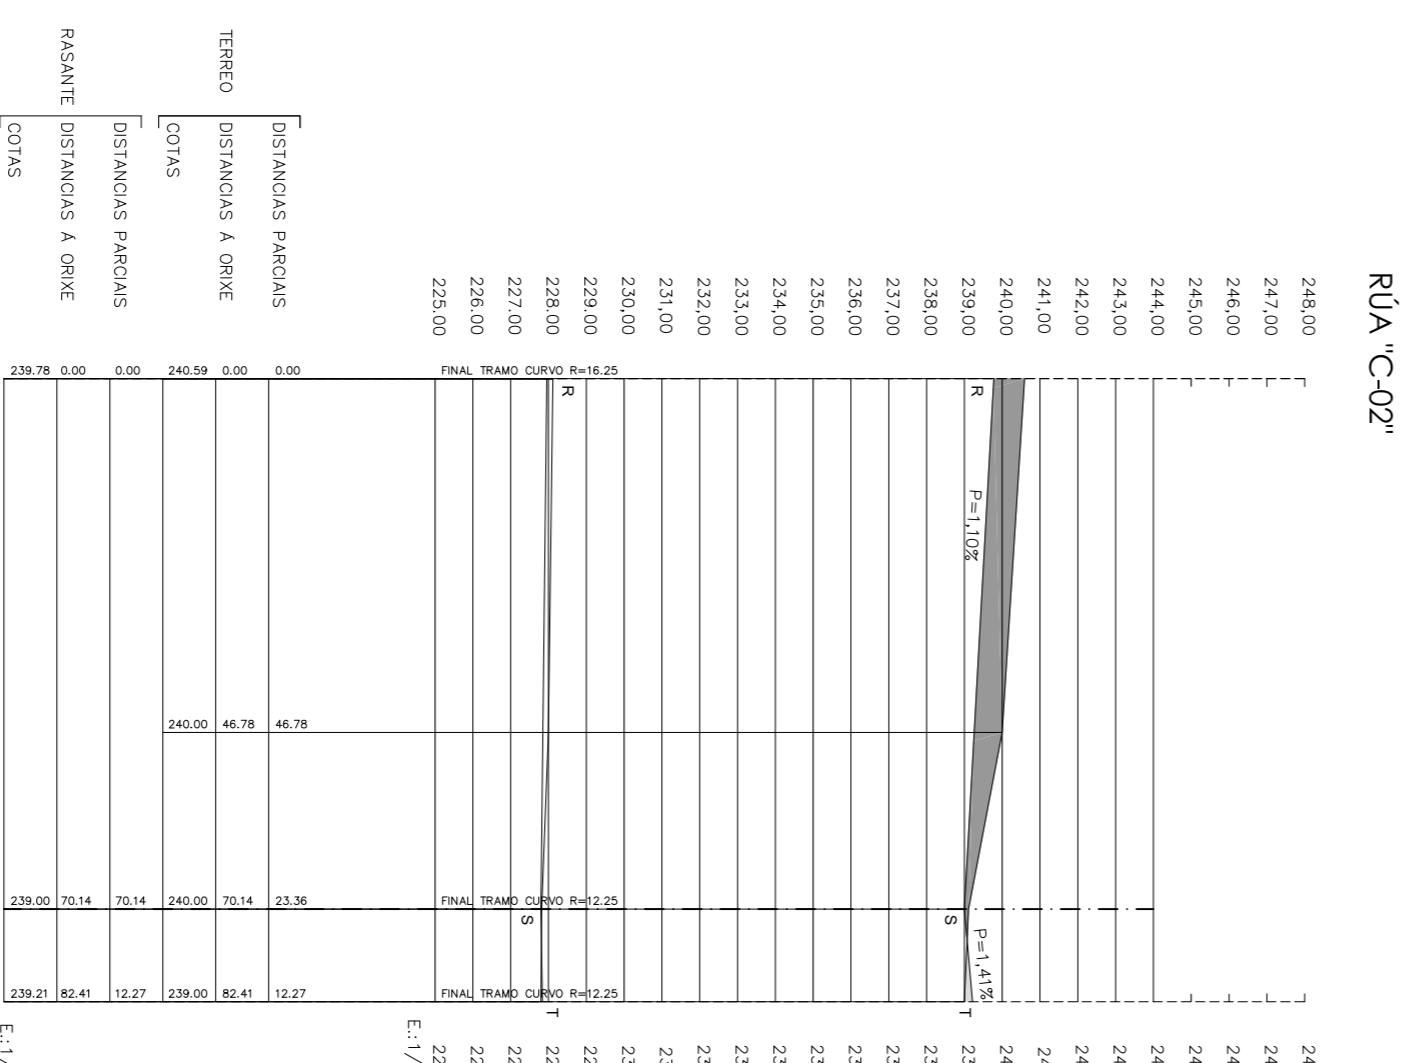 RÚA "C-02"
248,00
247,00
246,00
245,00
244,00
243,00
242,00
241,00
240,00
239,00
238,00
237,00
236,00
235,00
234,00
233,00
232,00
231,00
230,00
229.00
228.00
227.00
226.00
225.00
R
P=1,10%
S
P=1,41%
T
R
S
T
FINAL TRAMO CURVO R=16.25
FINAL TRAMO CURVO R=12.25
FINAL TRAMO CURVO R=12.25
TERREO
DISTANCIAS PARCIAIS
0.00
46.78
23.36
12.27
DISTANCIAS Á ORIXE
0.00
46.78
70.14
82.41
COTAS
240.59
240.00
240.00
239.00
RASANTE
DISTANCIAS PARCIAIS
0.00
70.14
12.27
DISTANCIAS Á ORIXE
0.00
70.14
82.41
COTAS
239.78
239.00
239.21
E.:1/
E.:1/